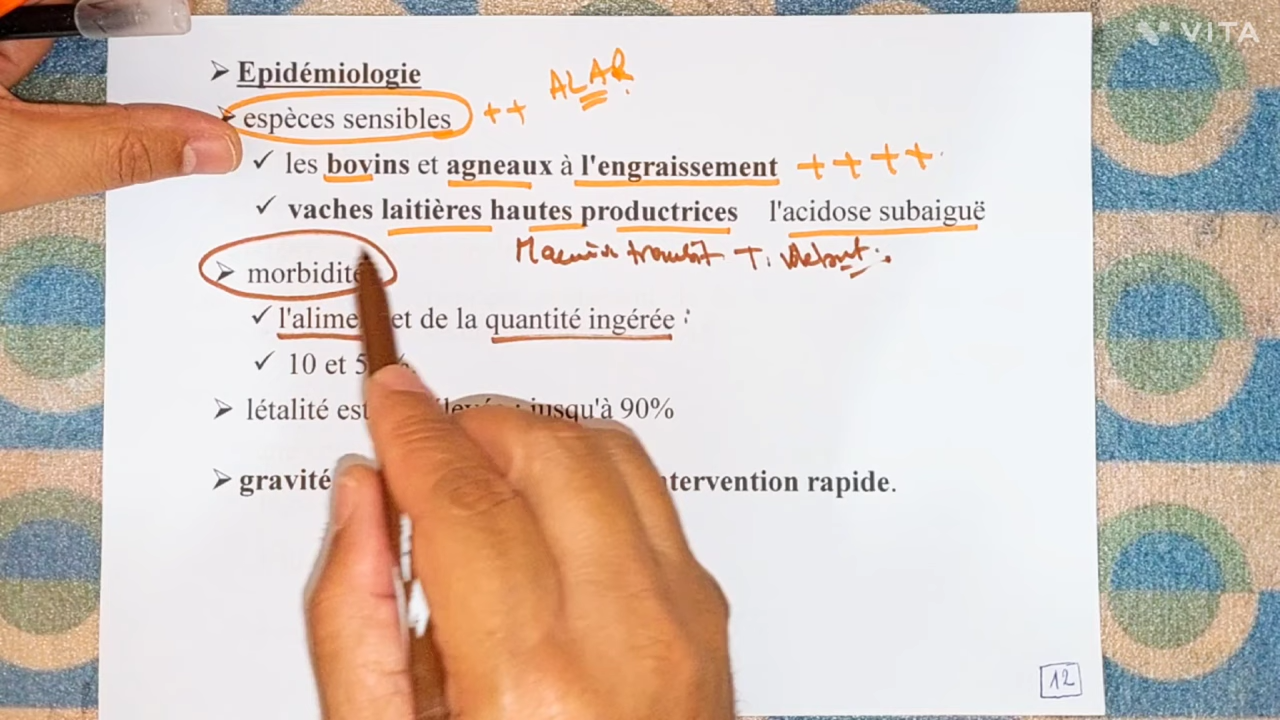 VITA
➤ Epidémiologie
➤ espèces sensibles ++ ALAR
✓ les bovins et agneaux à l'engraissement ++++
✓ vaches laitières hautes productrices l'acidose subaiguë
➤ morbidité
✓ l'alime et de la quantité ingérée :
✓ 10 et 5 %.
➤ létalité est : jusqu'à 90%
➤ gravité tervention rapide.
12